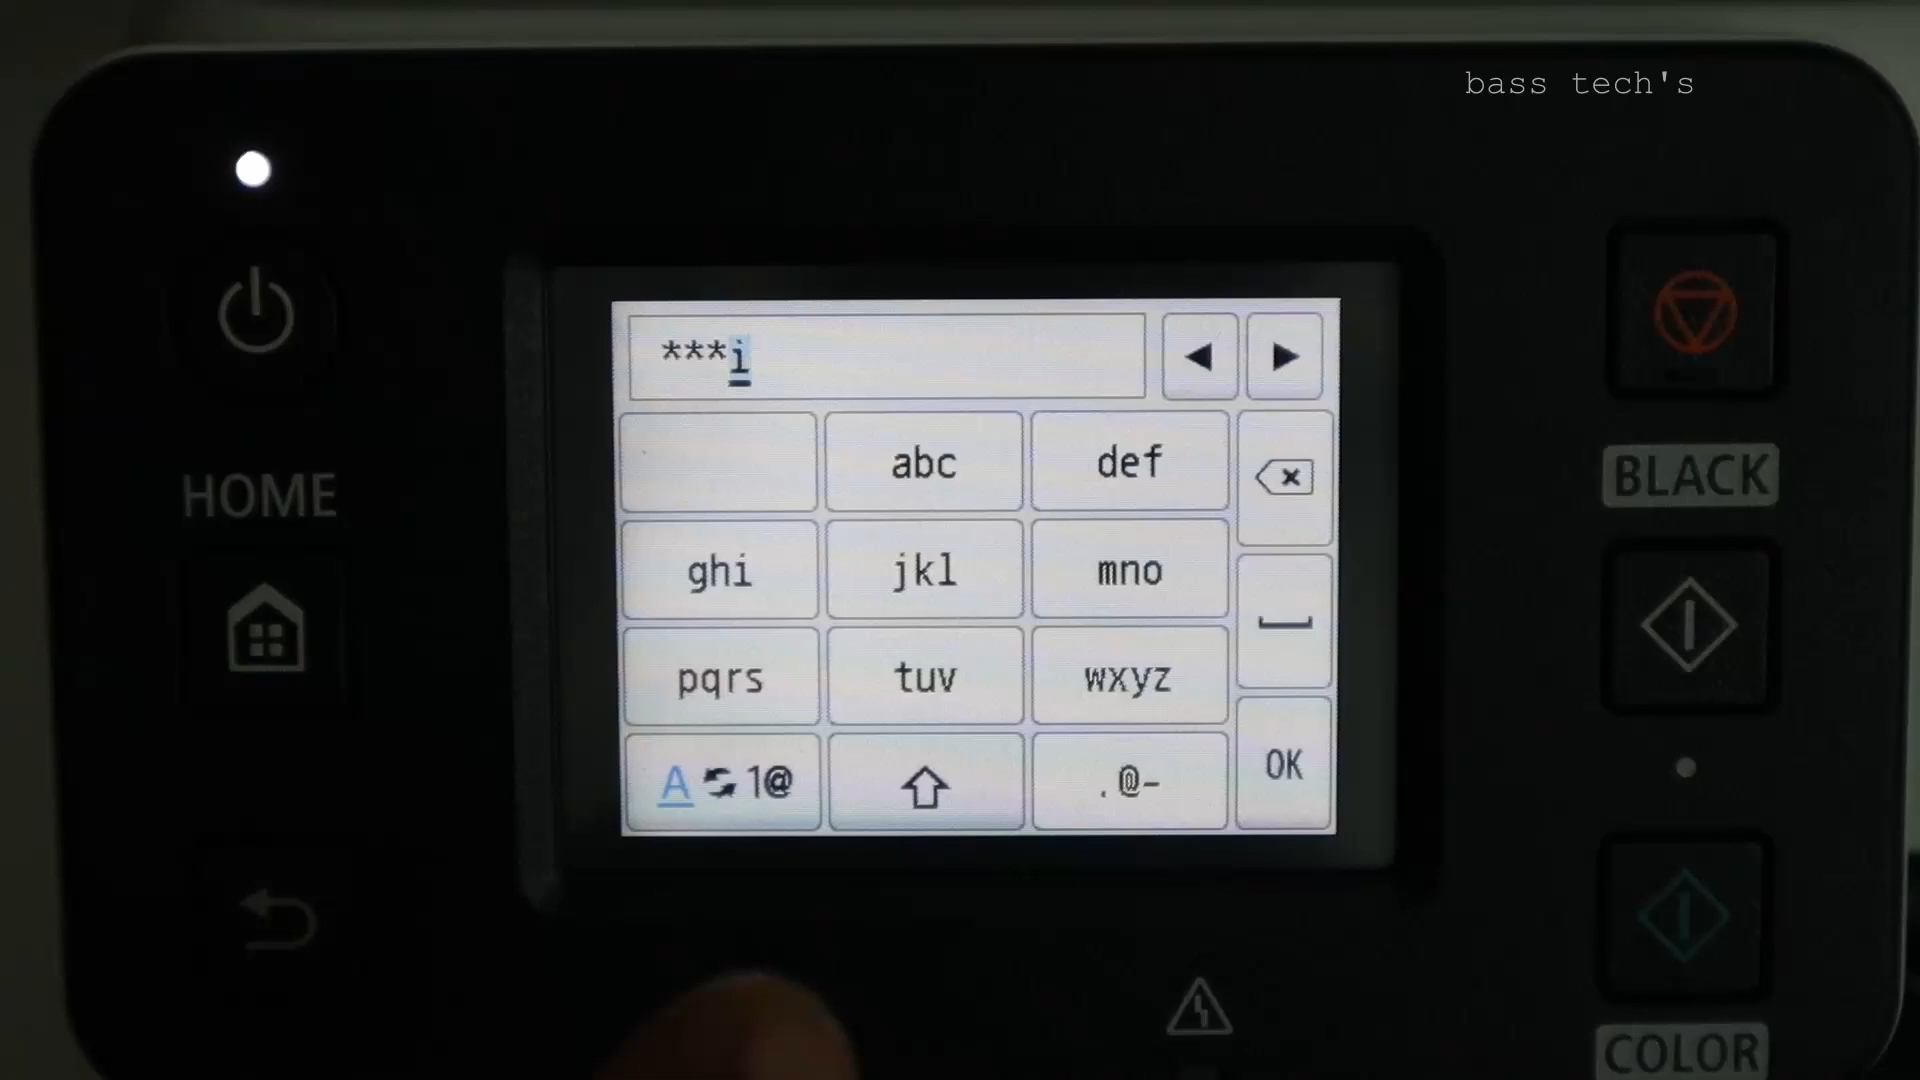 bass tech's
***i
abc def
ghi jkl mno
pqrs tuv wxyz
A 1@ .@- OK
HOME
BLACK
COLOR